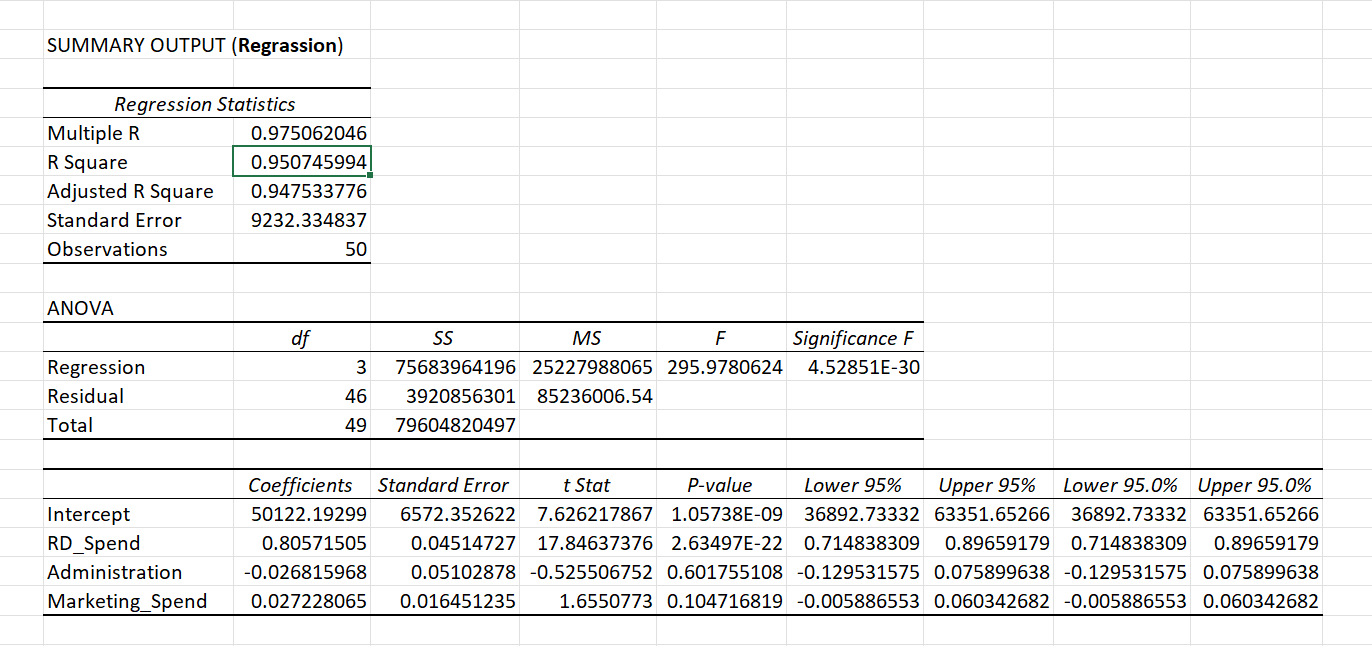 SUMMARY OUTPUT (Regrassion)
Regression Statistics
Multiple R 0.975062046
R Square 0.950745994
Adjusted R Square 0.947533776
Standard Error 9232.334837
Observations 50
ANOVA
df SS MS F Significance F
Regression 3 75683964196 25227988065 295.9780624 4.52851E-30
Residual 46 3920856301 85236006.54
Total 49 79604820497
Coefficients Standard Error t Stat P-value Lower 95% Upper 95% Lower 95.0% Upper 95.0%
Intercept 50122.19299 6572.352622 7.626217867 1.05738E-09 36892.73332 63351.65266 36892.73332 63351.65266
RD_Spend 0.80571505 0.04514727 17.84637376 2.63497E-22 0.714838309 0.89659179 0.714838309 0.89659179
Administration -0.026815968 0.05102878 -0.525506752 0.601755108 -0.129531575 0.075899638 -0.129531575 0.075899638
Marketing_Spend 0.027228065 0.016451235 1.6550773 0.104716819 -0.005886553 0.060342682 -0.005886553 0.060342682